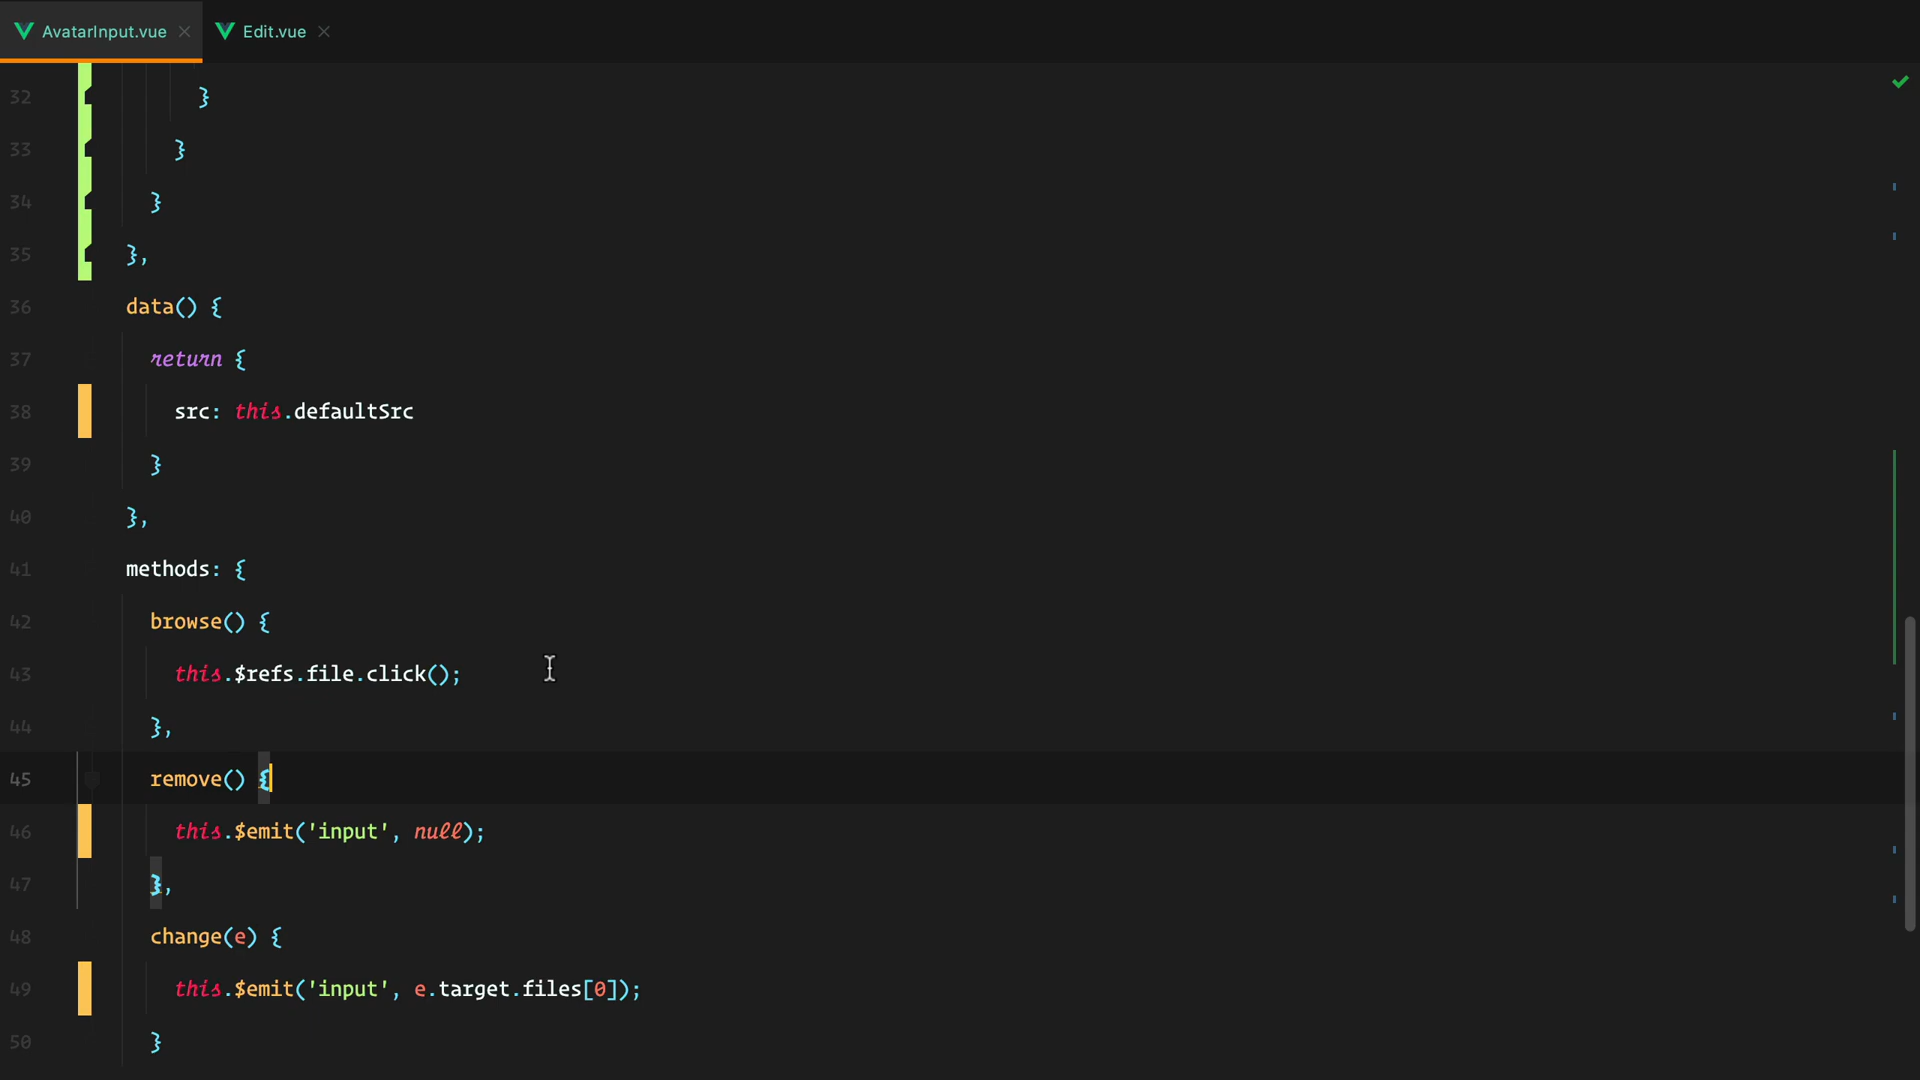 AvatarInput.vue Edit.vue
32 }
33 }
34 }
35 },
36 data() {
37 return {
38 src: this.defaultSrc
39 }
40 },
41 methods: {
42 browse() {
43 this.$refs.file.click();
44 },
45 remove() {
46 this.$emit('input', null);
47 },
48 change(e) {
49 this.$emit('input', e.target.files[0]);
50 }